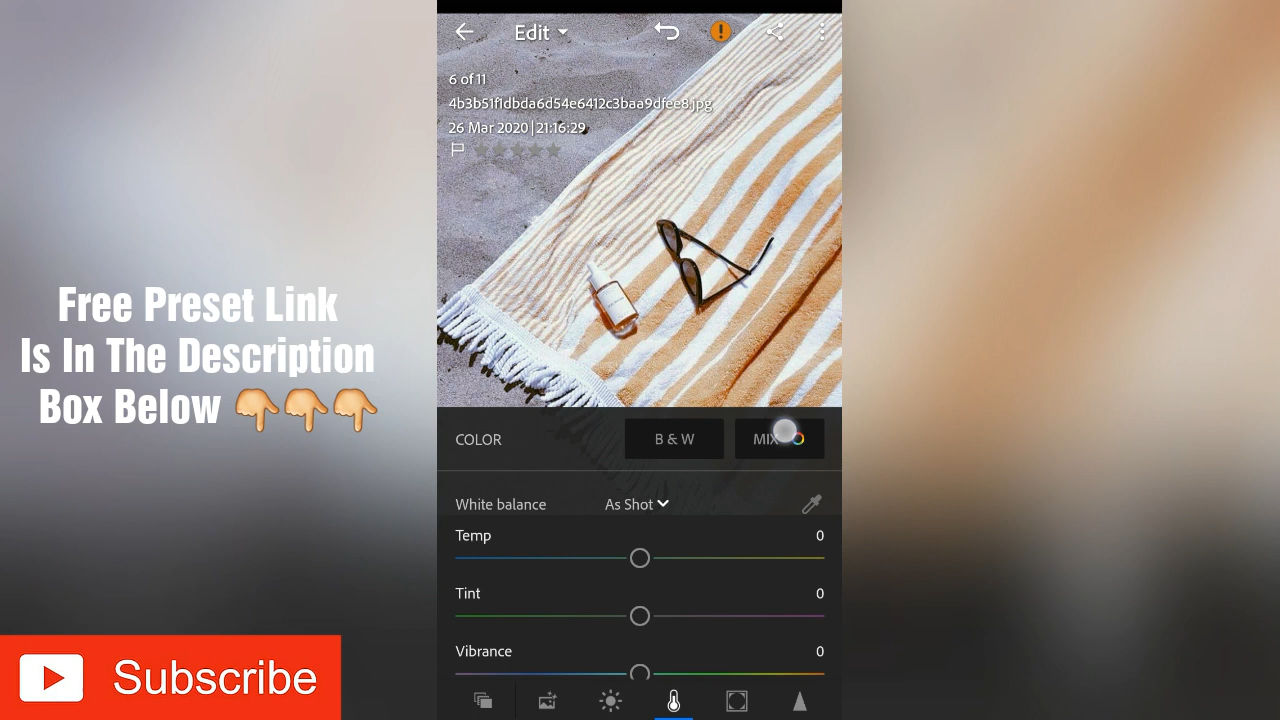 Edit
6 of 11
4b3b51f1dbda6d54e6412c3baa9dfee8.jpg
26 Mar 2020 | 21:16:29
Free Preset Link
Is In The Description
Box Below 👇🏼👇🏼👇🏼
COLOR
B & W
MIX
White balance
As Shot
Temp 0
Tint 0
Vibrance 0
Subscribe